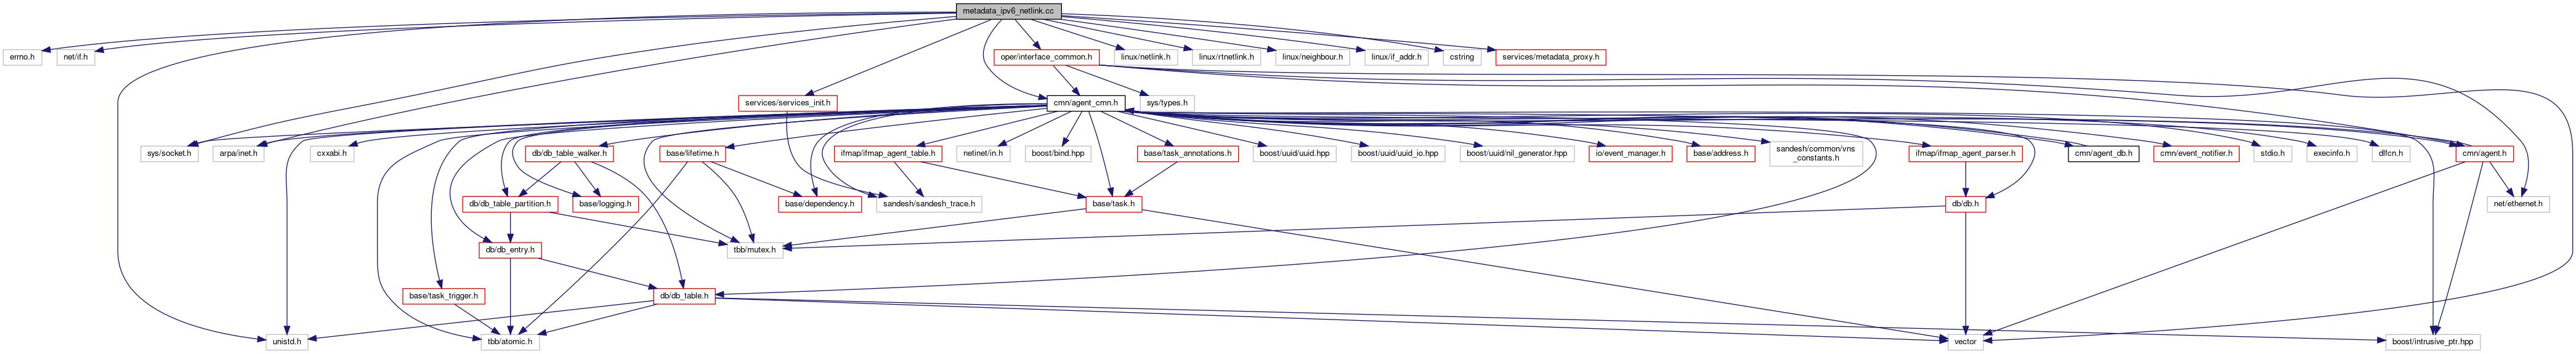 metadata_ipv6_netlink.cc
errno.h
net/if.h
oper/interface_common.h
linux/netlink.h
linux/rtnetlink.h
linux/neighbour.h
linux/if_addr.h
cstring
services/metadata_proxy.h
services/services_init.h
cmn/agent_cmn.h
sys/types.h
sys/socket.h
arpa/inet.h
cxxabi.h
db/db_table_walker.h
base/lifetime.h
ifmap/ifmap_agent_table.h
netinet/in.h
boost/bind.hpp
base/task_annotations.h
boost/uuid/uuid.hpp
boost/uuid/uuid_io.hpp
boost/uuid/nil_generator.hpp
io/event_manager.h
base/address.h
sandesh/common/vns
_constants.h
ifmap/ifmap_agent_parser.h
cmn/agent_db.h
cmn/event_notifier.h
stdio.h
execinfo.h
dlfcn.h
cmn/agent.h
db/db_table_partition.h
base/logging.h
base/dependency.h
sandesh/sandesh_trace.h
base/task.h
db/db.h
net/ethernet.h
db/db_entry.h
tbb/mutex.h
base/task_trigger.h
db/db_table.h
unistd.h
tbb/atomic.h
vector
boost/intrusive_ptr.hpp